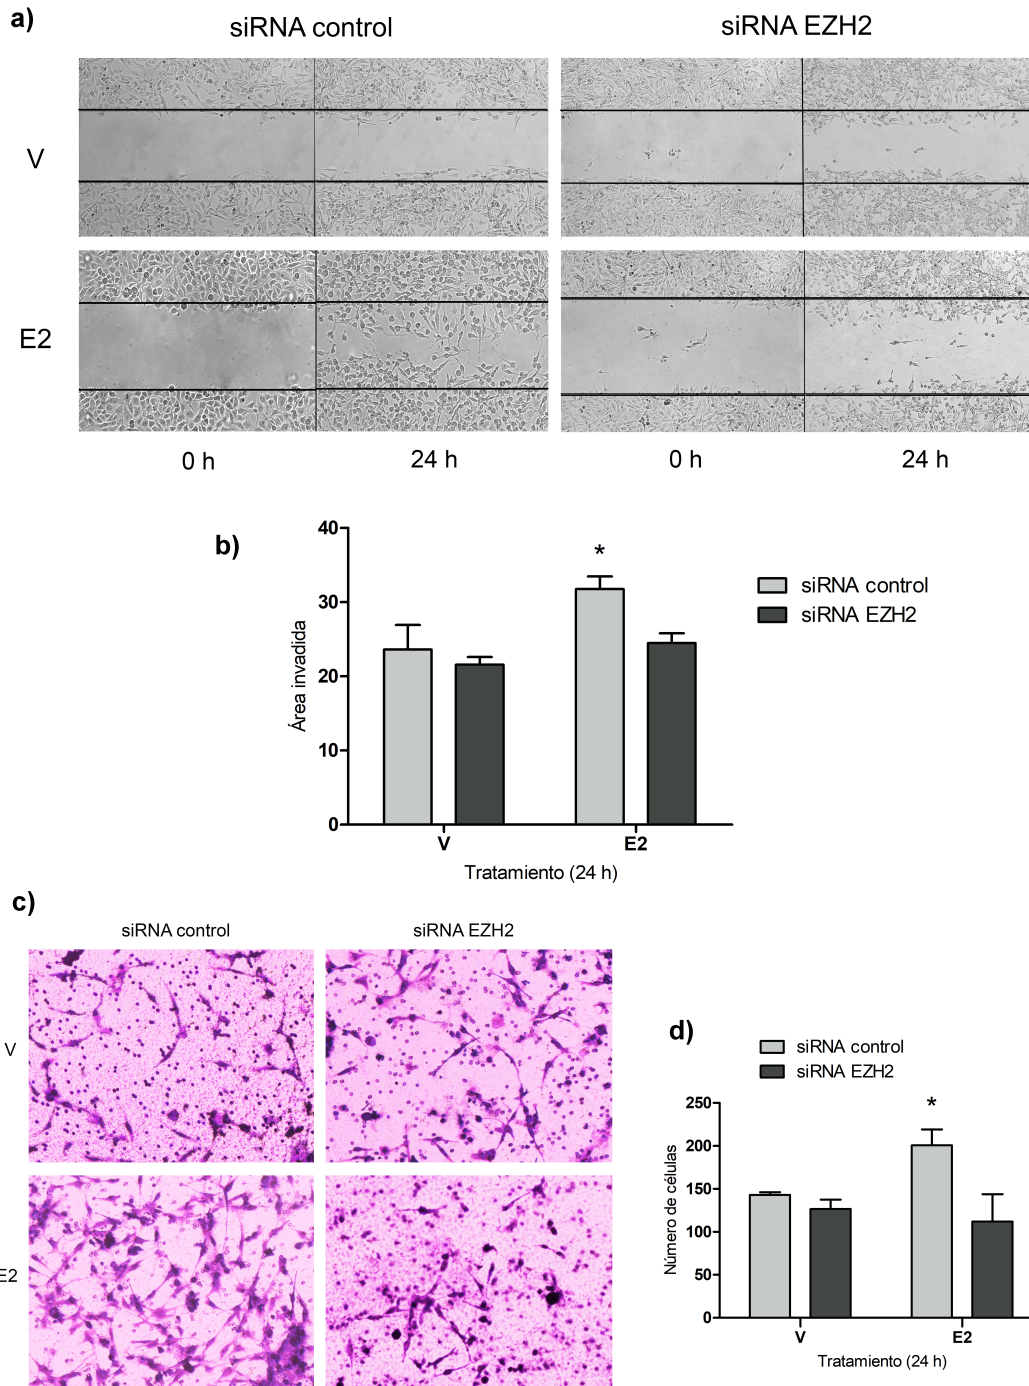 a)
siRNA control
siRNA EZH2
V
E2
0 h
24 h
0 h
24 h
b)
40
30
20
10
0
Área invadida
*
V
E2
Tratamiento (24 h)
siRNA control
siRNA EZH2
c)
siRNA control
siRNA EZH2
V
E2
d)
siRNA control
siRNA EZH2
250
200
150
100
50
0
Número de células
*
V
E2
Tratamiento (24 h)